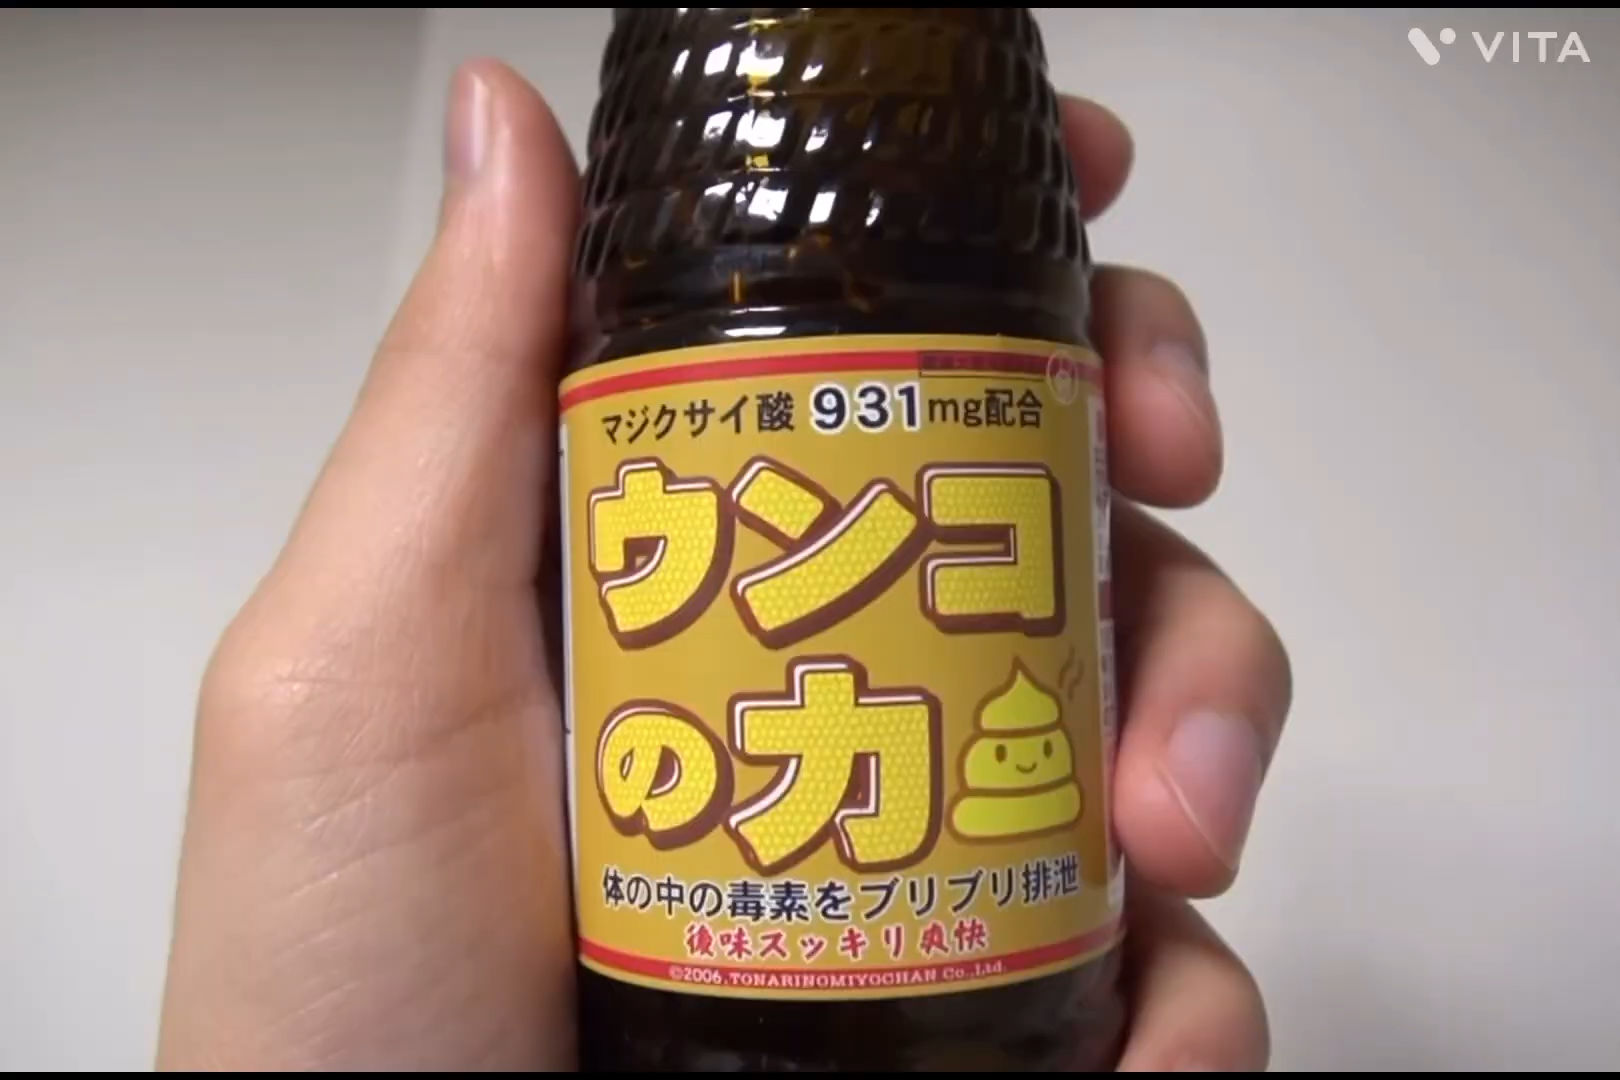 VITA
マジクサイ酸 931mg配合
ウンコ
の力
体の中の毒素をブリブリ排泄
後味スッキリ爽快
©2006.TONARINOMIYOCHAN Co.,Ltd.